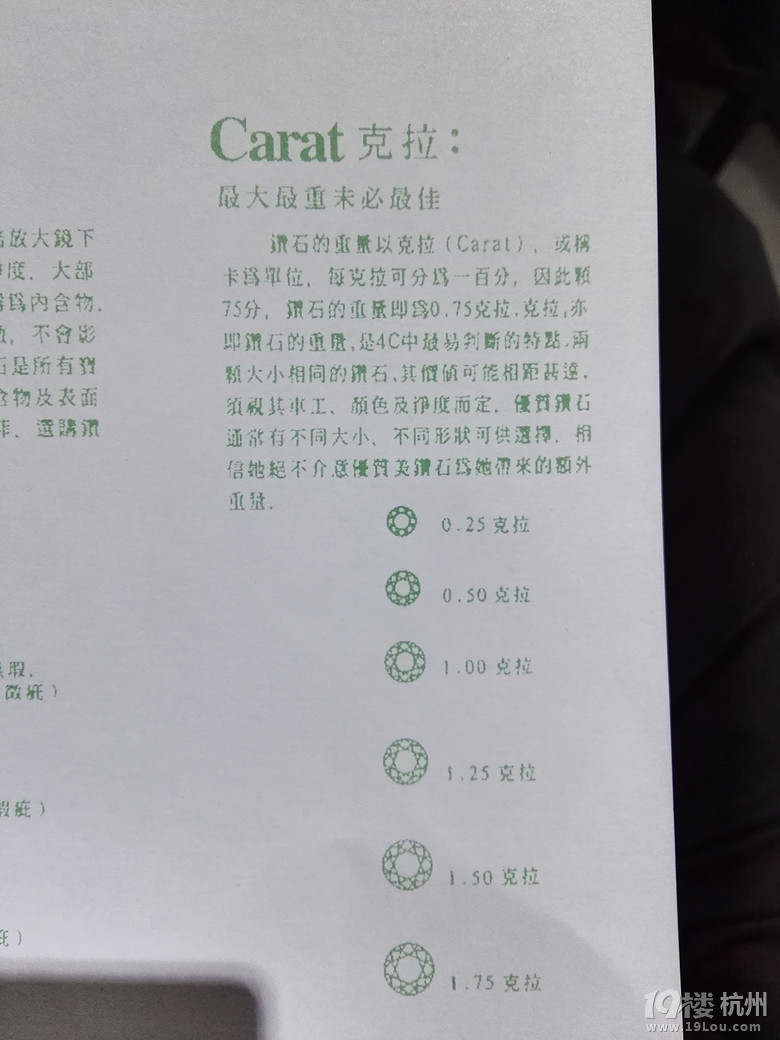 Carat 克拉：
最大最重未必最佳
鑽石的重量以克拉（Carat），或稱
卡爲單位，每克拉可分爲一百分，因此顆
75分，鑽石的重量即爲0.75克拉.克拉,亦
即鑽石的重量,是4C中最易判斷的特點.兩
顆大小相同的鑽石,其價值可能相距甚遠，
須視其車工、顏色及淨度而定。優質鑽石
通常有不同大小、不同形狀可供選擇，相
信她絕不介意優質美鑽石爲她帶來的額外
重量.
0.25克拉
0.50克拉
1.00克拉
1.25克拉
1.50克拉
1.75克拉
放大鏡下
度．大部
爲內含物.
，不會影
石是所有寶
含物及表面
．選購鑽
瑕．
微疵）
瑕疵）
疵）
19楼 杭州
www.19Lou.com